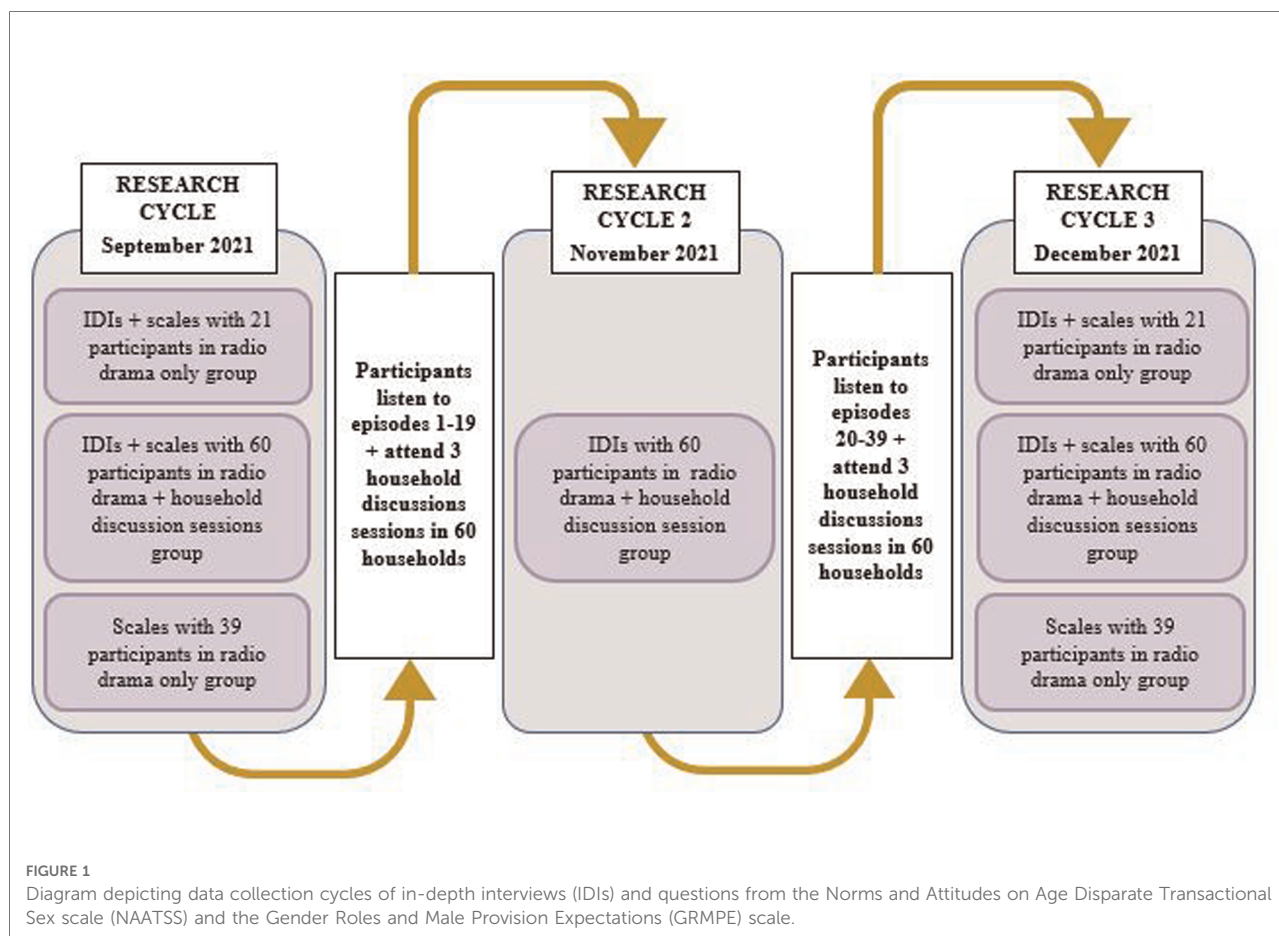 RESEARCH
CYCLE
September 2021
IDIs + scales with 21
participants in radio
drama only group
IDIs + scales with 60
participants in radio
drama + household
discussion sessions
group
Scales with 39
participants in radio
drama only group
Participants
listen to
episodes 1-19
+ attend 3
household
discussions
sessions in 60
households
RESEARCH
CYCLE 2
November 2021
IDIs with 60
participants in radio
drama + household
discussion session
group
Participants
listen to
episodes
20-39 +
attend 3
household
discussions
sessions in 60
households
RESEARCH
CYCLE 3
December 2021
IDIs + scales with 21
participants in radio
drama only group
IDIs + scales with 60
participants in radio
drama + household
discussion sessions
group
Scales with 39
participants in radio
drama only group
FIGURE 1
Diagram depicting data collection cycles of in-depth interviews (IDIs) and questions from the Norms and Attitudes on Age Disparate Transactional
Sex scale (NAATSS) and the Gender Roles and Male Provision Expectations (GRMPE) scale.